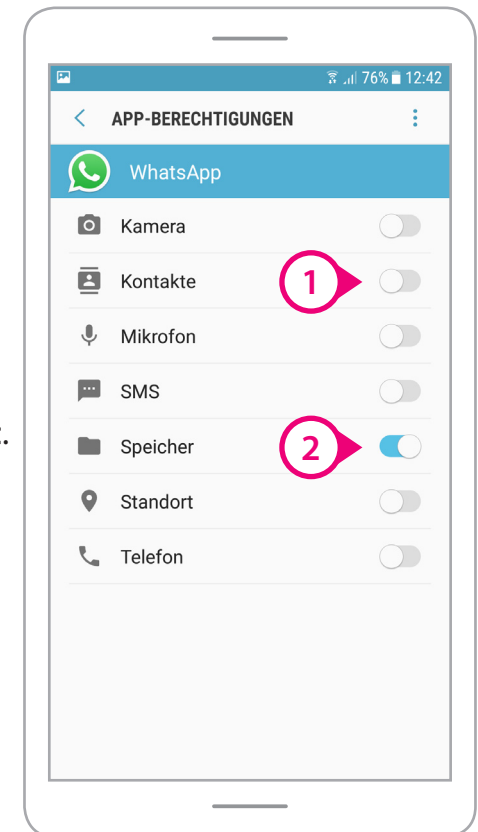 76% 12:42
APP-BERECHTIGUNGEN
WhatsApp
Kamera
Kontakte 1
Mikrofon
SMS
.
Speicher 2
Standort
Telefon